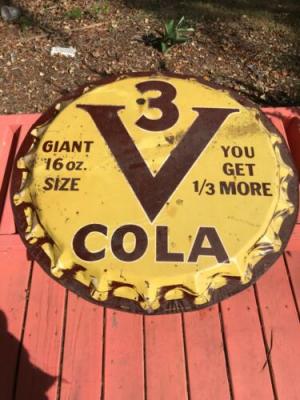 3
V
GIANT
16 oz.
SIZE
YOU
GET
1/3 MORE
COLA